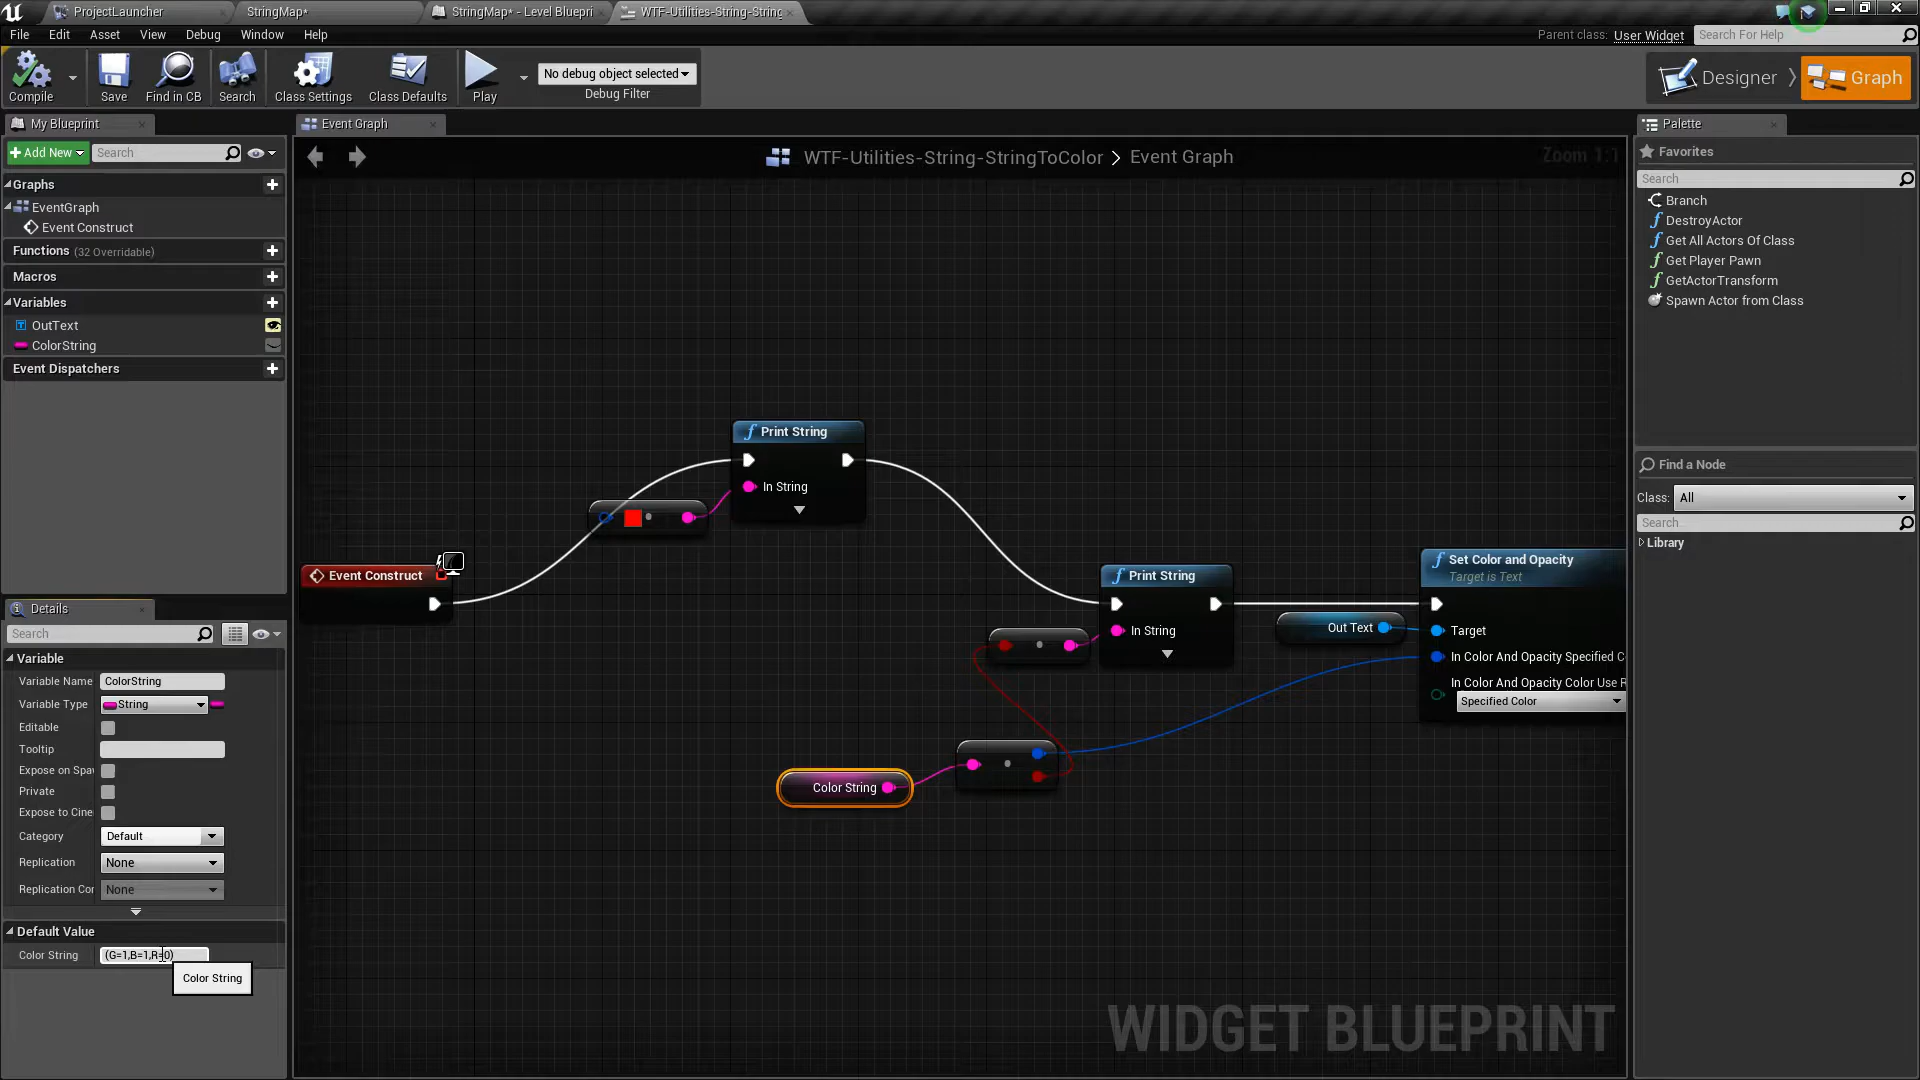 ProjectLauncher
StringMap*
StringMap* - Level Bluepri
WTF-Utilities-String-String
File Edit Asset View Debug Window Help
Parent class: User Widget
Search For Help
Compile
Save
Find in CB
Search
Class Settings
Class Defaults
Play
No debug object selected
Debug Filter
Designer
Graph
My Blueprint
Add New
Search
Graphs
EventGraph
Event Construct
Functions (32 Overridable)
Macros
Variables
OutText
ColorString
Event Dispatchers
Details
Search
Variable
Variable Name ColorString
Variable Type String
Editable
Tooltip
Expose on Spaw
Private
Expose to Cine
Category Default
Replication None
Replication Con None
Default Value
Color String (G=1,B=1,R=0)
Color String
Event Graph
WTF-Utilities-String-StringToColor > Event Graph
Zoom 1:1
Print String
In String
Event Construct
Print String
In String
Out Text
Set Color and Opacity
Target is Text
Target
In Color And Opacity Specified C
In Color And Opacity Color Use R
Specified Color
Color String
WIDGET BLUEPRINT
Palette
Favorites
Search
Branch
DestroyActor
Get All Actors Of Class
Get Player Pawn
GetActorTransform
Spawn Actor from Class
Find a Node
Class: All
Search
Library